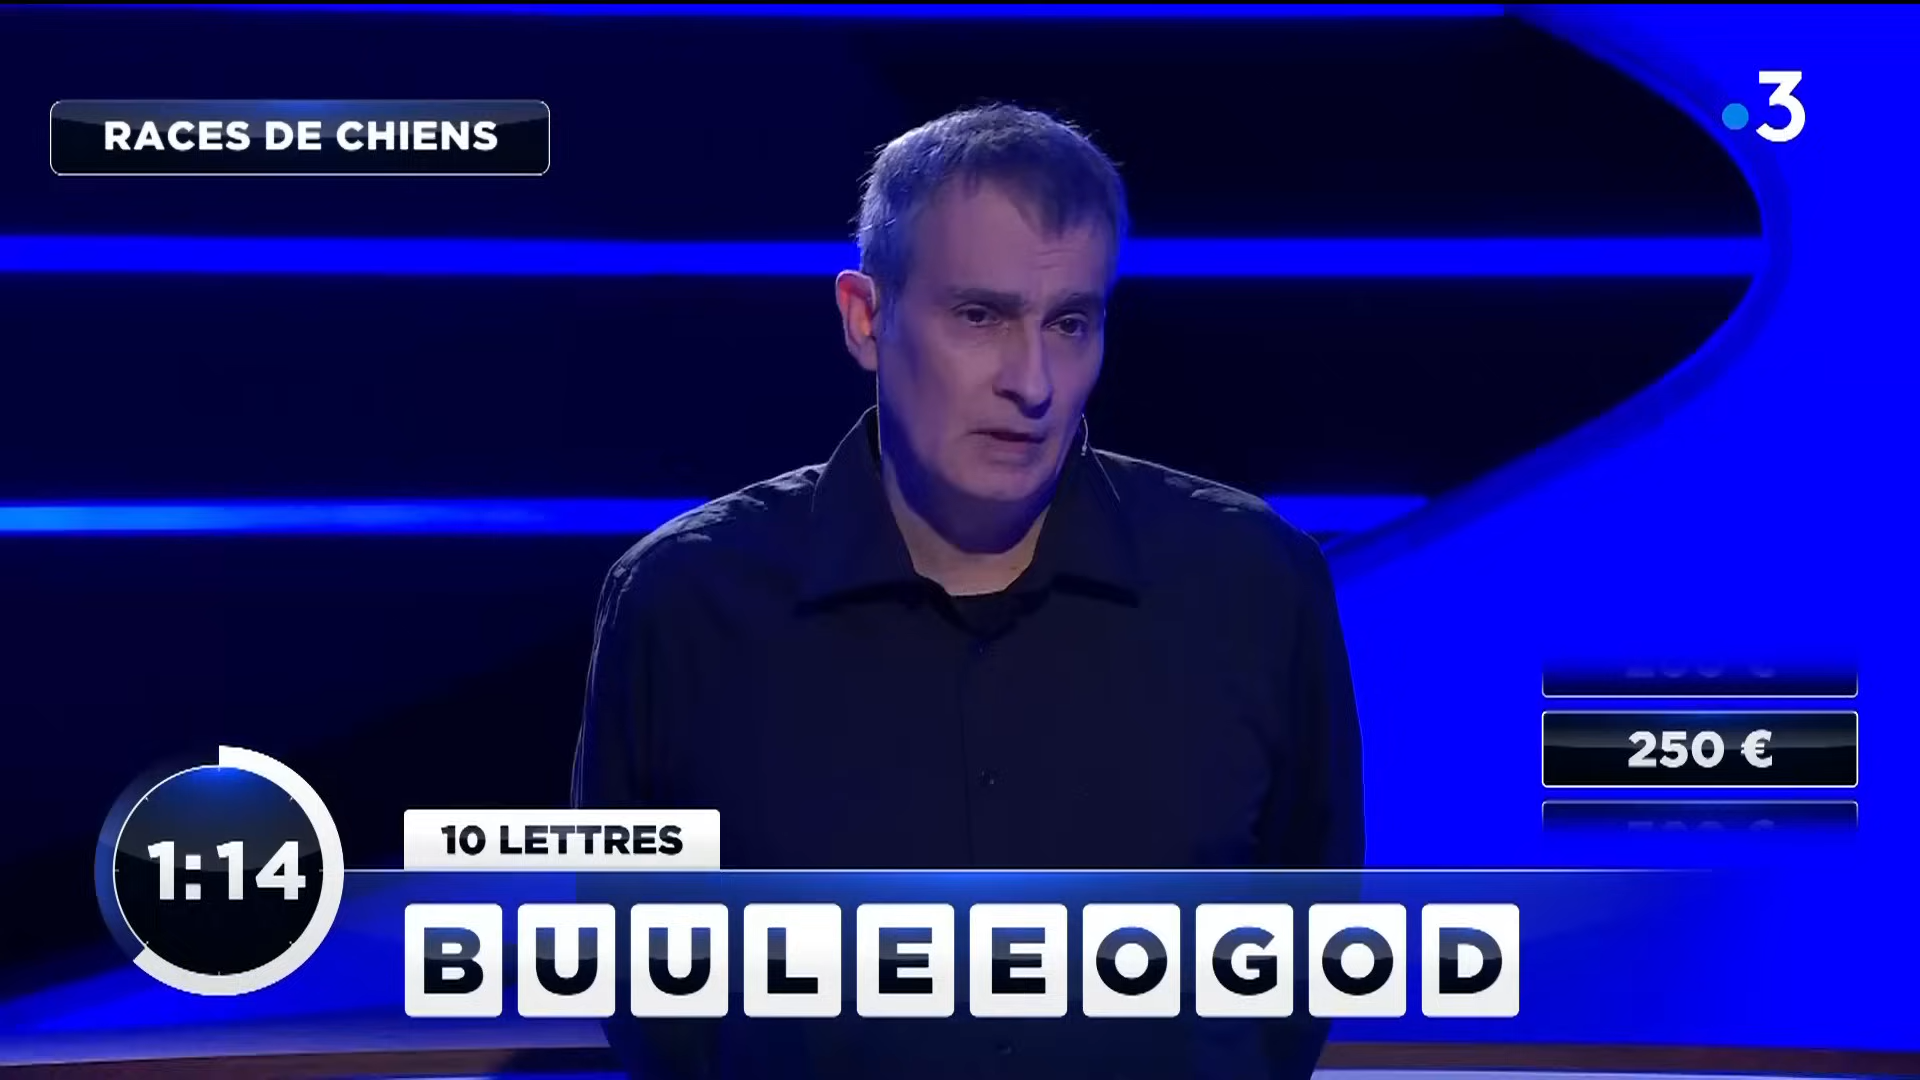 RACES DE CHIENS
3
250 €
1:14
10 LETTRES
BUULEEOGOD